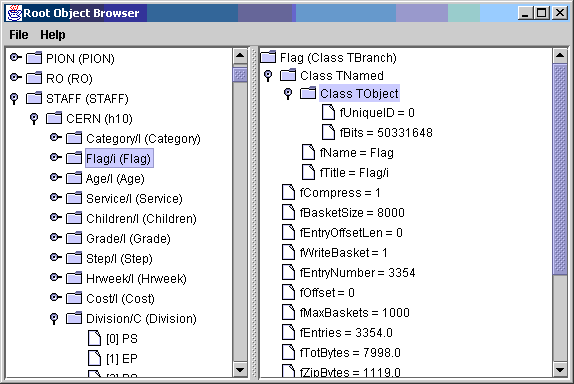 Root Object Browser
File Help
PION (PION)
RO (RO)
STAFF (STAFF)
CERN (h10)
Category/I (Category)
Flag/i (Flag)
Age/I (Age)
Service/I (Service)
Children/I (Children)
Grade/I (Grade)
Step/I (Step)
Hrweek/I (Hrweek)
Cost/I (Cost)
Division/C (Division)
[0] PS
[1] EP
Flag (Class TBranch)
Class TNamed
Class TObject
fUniqueID = 0
fBits = 50331648
fName = Flag
fTitle = Flag/i
fCompress = 1
fBasketSize = 8000
fEntryOffsetLen = 0
fWriteBasket = 1
fEntryNumber = 3354
fOffset = 0
fMaxBaskets = 1000
fEntries = 3354.0
fTotBytes = 7998.0
fZipBytes = 1119.0